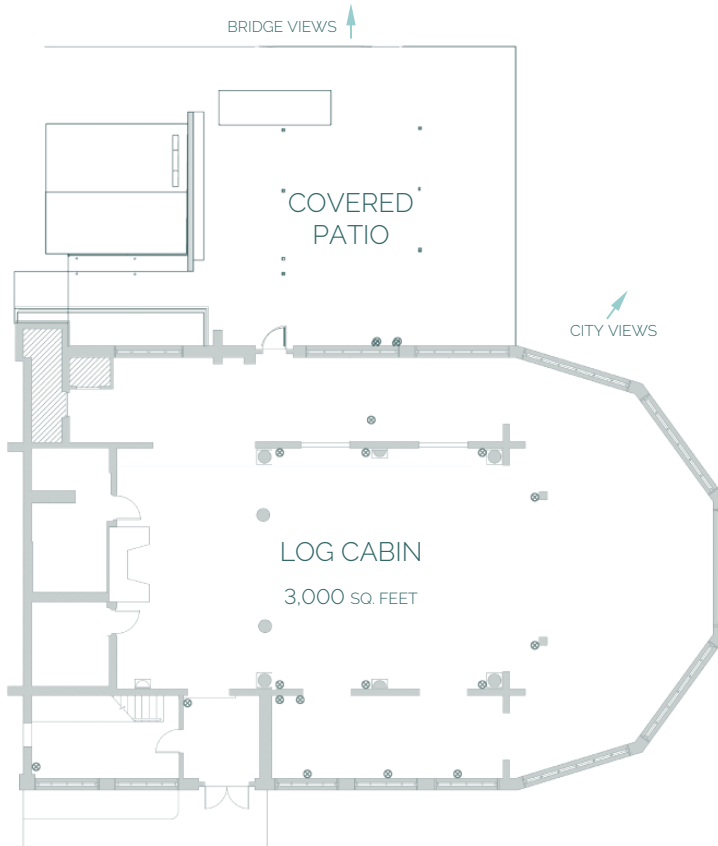 BRIDGE VIEWS
COVERED
PATIO
CITY VIEWS
LOG CABIN
3,000 SQ. FEET